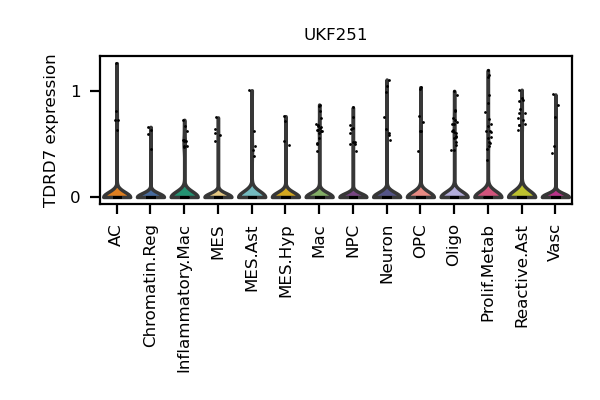 UKF251
TDRD7 expression
1
0
AC
Chromatin.Reg
Inflammatory.Mac
MES
MES.Ast
MES.Hyp
Mac
NPC
Neuron
OPC
Oligo
Prolif.Metab
Reactive.Ast
Vasc